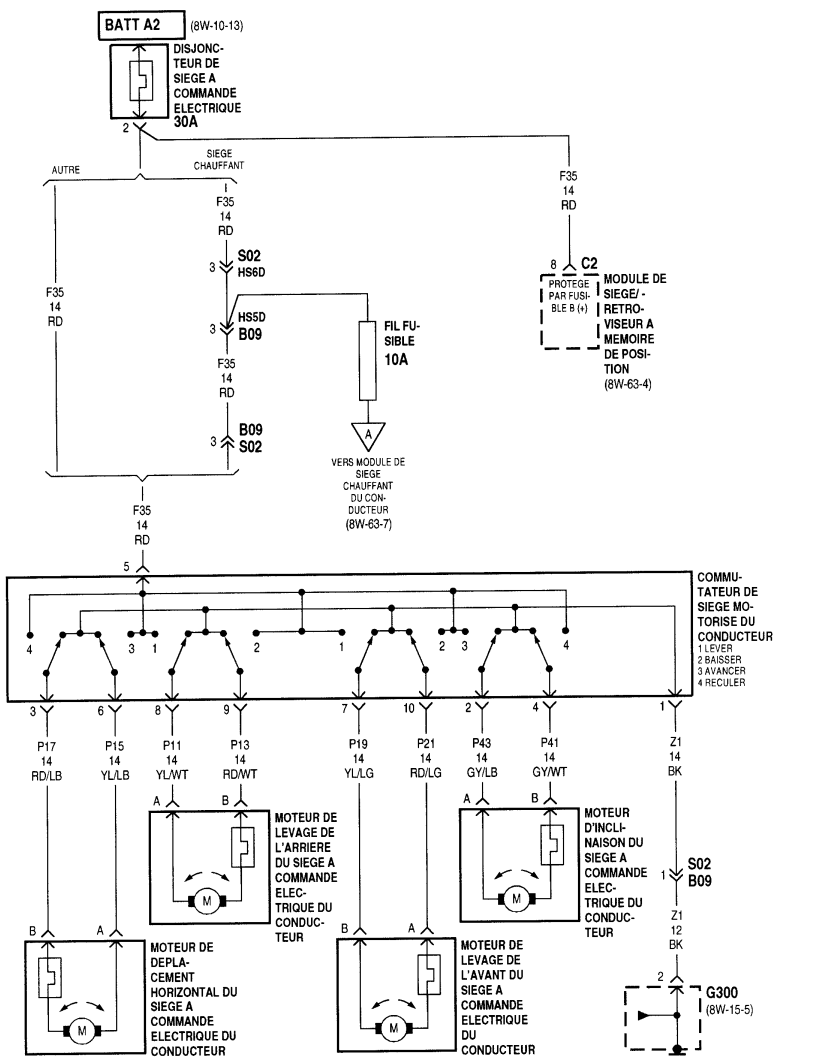 BATT A2 (8W-10-13)
DISJONC-
TEUR DE
SIEGE A
COMMANDE
ELECTRIQUE
30A
2
AUTRE
SIEGE
CHAUFFANT
F35
14
RD
F35
14
RD
F35
14
RD
3 S02
HS6D
HS5D
3 B09
F35
14
RD
B09
3 S02
FIL FU-
SIBLE
10A
A
VERS MODULE DE
SIEGE
CHAUFFANT
DU CON-
DUCTEUR
(8W-63-7)
8 C2
PROTEGE
PAR FUSI-
BLE B (+)
MODULE DE
SIEGE/ -
RETRO-
VISEUR A
MEMOIRE
DE POSI-
TION
(8W-63-4)
F35
14
RD
5
COMMU-
TATEUR DE
SIEGE MO-
TORISE DU
CONDUCTEUR
1 LEVER
2 BAISSER
3 AVANCER
4 RECULER
4 3 1 2 1 2 3 4
3 6 8 9 7 10 2 4 1
P17 P15 P11 P13 P19 P21 P43 P41 Z1
14 14 14 14 14 14 14 14 14
RD/LB YL/LB YL/WT RD/WT YL/LG RD/LG GY/LB GY/WT BK
A B
M
MOTEUR DE
LEVAGE DE
L'ARRIERE
DU SIEGE A
COMMANDE
ELEC-
TRIQUE DU
CONDUC-
TEUR
A B
M
MOTEUR
D'INCLI-
NAISON DU
SIEGE A
COMMANDE
ELEC-
TRIQUE DU
CONDUC-
TEUR
S02
1 B09
Z1
12
BK
2
G300
(8W-15-5)
B A
M
MOTEUR DE
DEPLA-
CEMENT
HORIZONTAL DU
SIEGE A
COMMANDE
ELECTRIQUE DU
CONDUCTEUR
B A
M
MOTEUR DE
LEVAGE DE
L'AVANT DU
SIEGE A
COMMANDE
ELECTRIQUE
DU
CONDUCTEUR